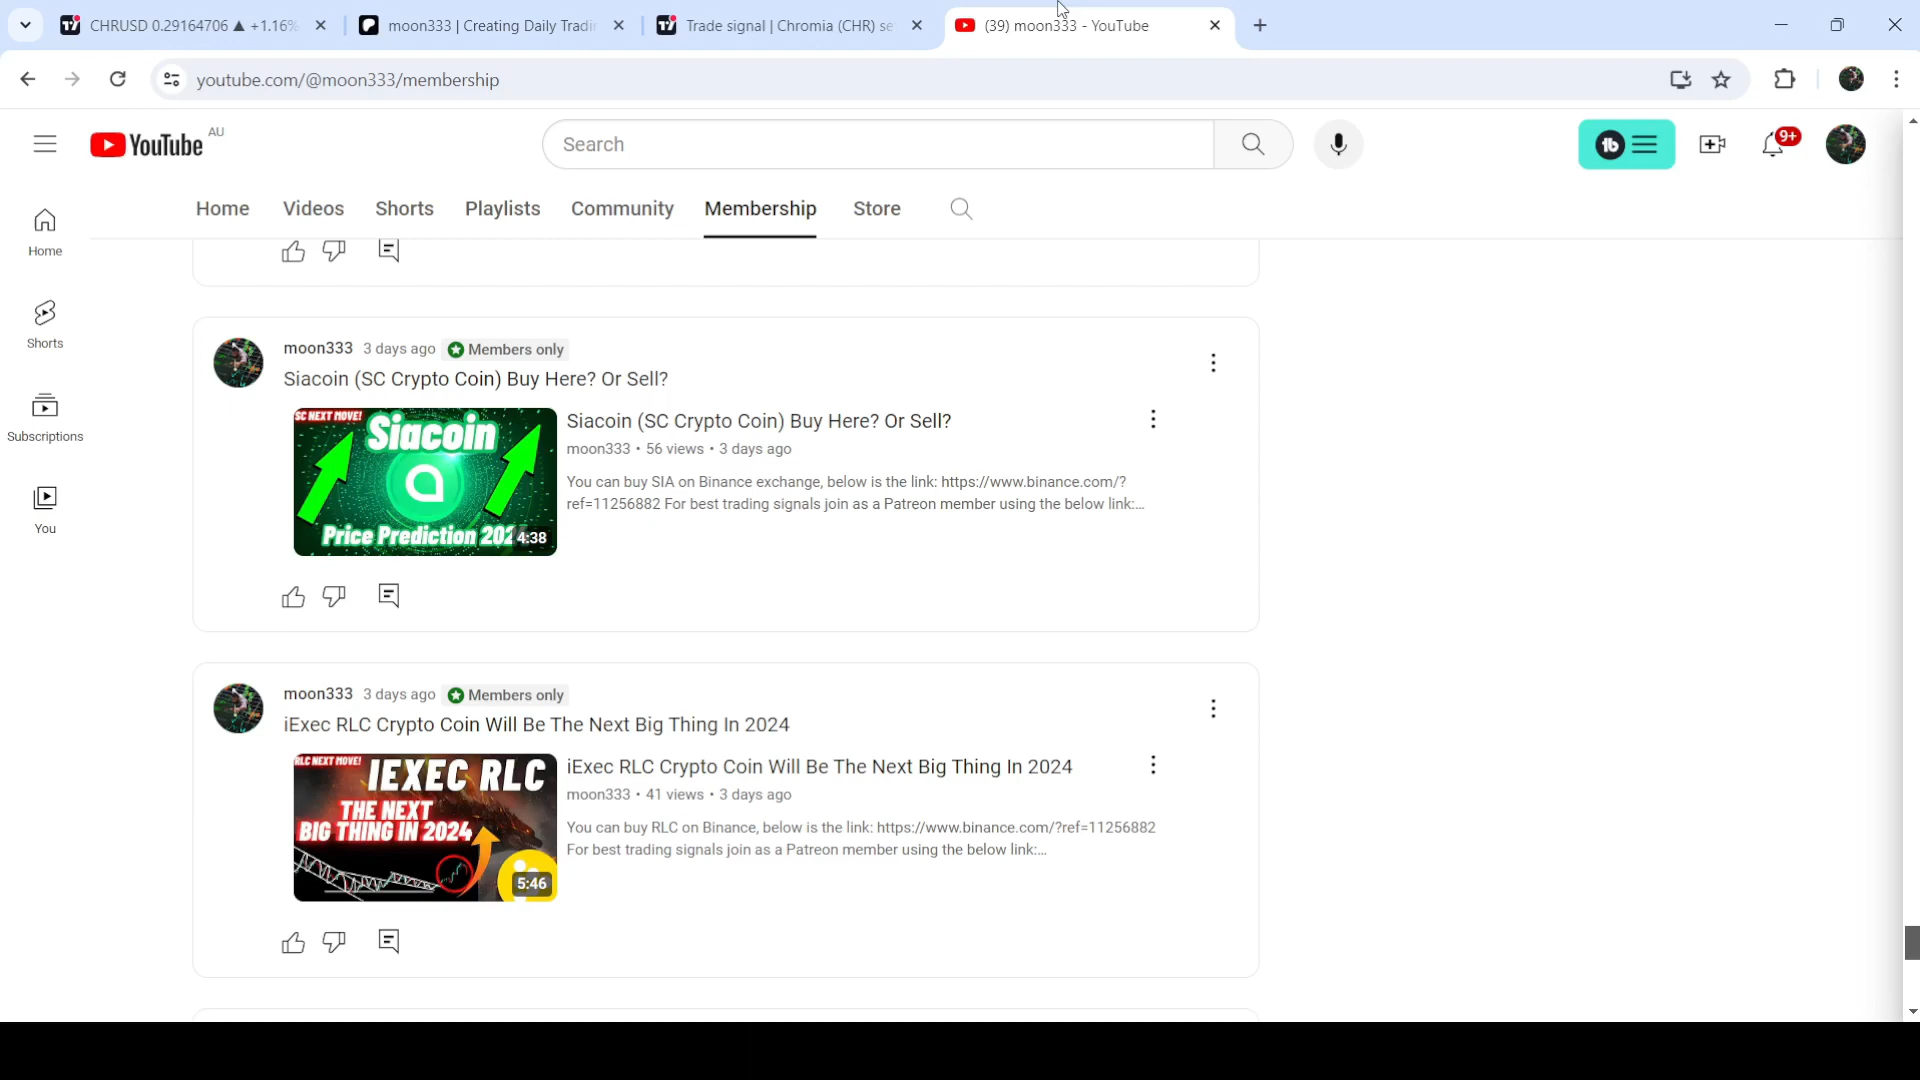 CHRUSD 0.29164706 ▲ +1.16%
moon333 | Creating Daily Tradin
Trade signal | Chromia (CHR) se
(39) moon333 - YouTube
youtube.com/@moon333/membership
YouTube AU
Search
9+
Home
Videos
Shorts
Playlists
Community
Membership
Store
Home
Shorts
Subscriptions
You
moon333 3 days ago Members only
Siacoin (SC Crypto Coin) Buy Here? Or Sell?
SC NEXT MOVE!
Siacoin
Price Prediction 202
4:38
Siacoin (SC Crypto Coin) Buy Here? Or Sell?
moon333 • 56 views • 3 days ago
You can buy SIA on Binance exchange, below is the link: https://www.binance.com/?
ref=11256882 For best trading signals join as a Patreon member using the below link:...
moon333 3 days ago Members only
iExec RLC Crypto Coin Will Be The Next Big Thing In 2024
RLC NEXT MOVE!
IEXEC RLC
THE NEXT
BIG THING IN 2024
5:46
iExec RLC Crypto Coin Will Be The Next Big Thing In 2024
moon333 • 41 views • 3 days ago
You can buy RLC on Binance, below is the link: https://www.binance.com/?ref=11256882
For best trading signals join as a Patreon member using the below link:...